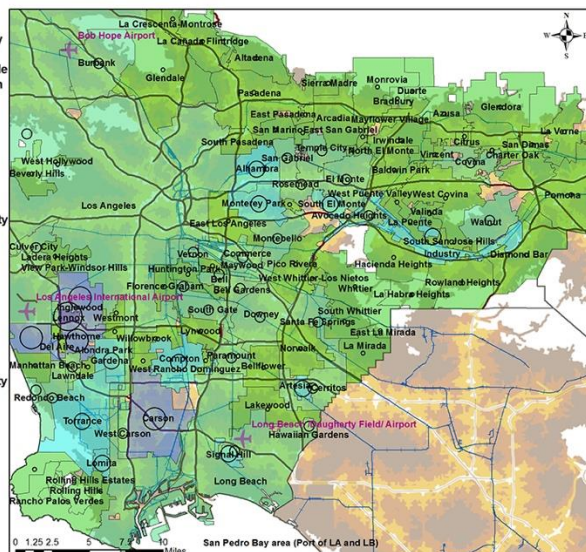 La Crescenta-Montrose
Bob Hope Airport
La Cañada Flintridge
Burbank
Altadena
Glendale
Sierra Madre
Monrovia
Duarte
Bradbury
Pasadena
Glendora
East Pasadena
Arcadia
Mayflower Village
Azusa
San Marino
East San Gabriel
La Verne
South Pasadena
Temple City
Irwindale
Citrus
San Dimas
North El Monte
Charter Oak
San Gabriel
Vincent
Covina
West Hollywood
Alhambra
Baldwin Park
Beverly Hills
Rosemead
El Monte
West Puente Valley
West Covina
Pomona
Los Angeles
Monterey Park
South El Monte
Valinda
Avocado Heights
La Puente
Walnut
East Los Angeles
Culver City
Montebello
South San Jose Hills
Ladera Heights
Vernon
Commerce
Industry
Diamond Bar
View Park-Windsor Hills
Maywood
Pico Rivera
Hacienda Heights
Huntington Park
Bell
West Whittier-Los Nietos
Rowland Heights
Florence-Graham
Bell Gardens
Whittier
Los Angeles International Airport
La Habra Heights
Inglewood
South Gate
Downey
South Whittier
Lennox
Westmont
Santa Fe Springs
Hawthorne
Willowbrook
Lynwood
East La Mirada
Del Aire
Alondra Park
Norwalk
La Mirada
Manhattan Beach
Gardena
Compton
Paramount
Lawndale
West Rancho Dominguez
Bellflower
Artesia
Cerritos
Redondo Beach
Lakewood
Torrance
Carson
Long Beach /Daugherty Field/ Airport
West Carson
Hawaiian Gardens
Signal Hill
Lomita
Rolling Hills Estates
Long Beach
Rolling Hills
Rancho Palos Verdes
0 1.25 2.5 5 7.5 10
Miles
San Pedro Bay area (Port of LA and LB)
N
W
S